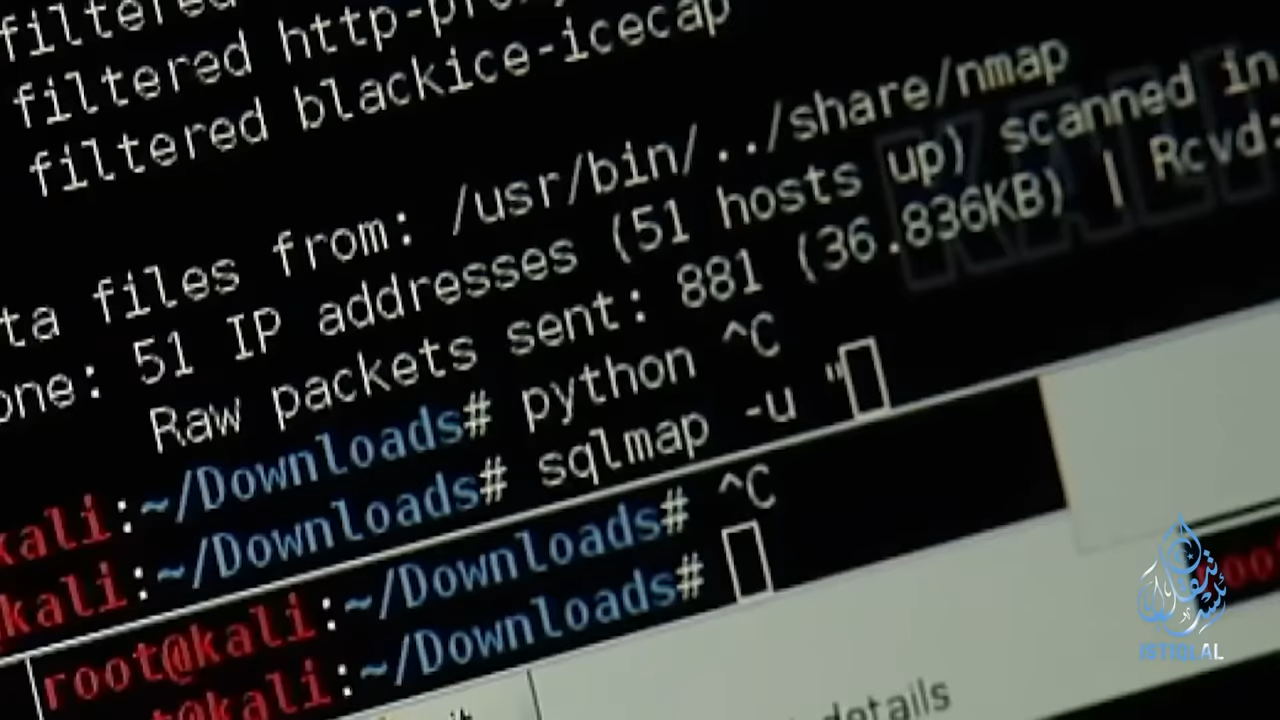 filtered
filtered http-pro
filtered blackice-icecap
ta files from: /usr/bin/../share/nmap
one: 51 IP addresses (51 hosts up) scanned in
Raw packets sent: 881 (36.836KB) | Rcvd:
kali:~/Downloads# python ^C
kali:~/Downloads# sqlmap -u "
root@kali:~/Downloads# ^C
root@kali:~/Downloads#
details
ISTIQLAL